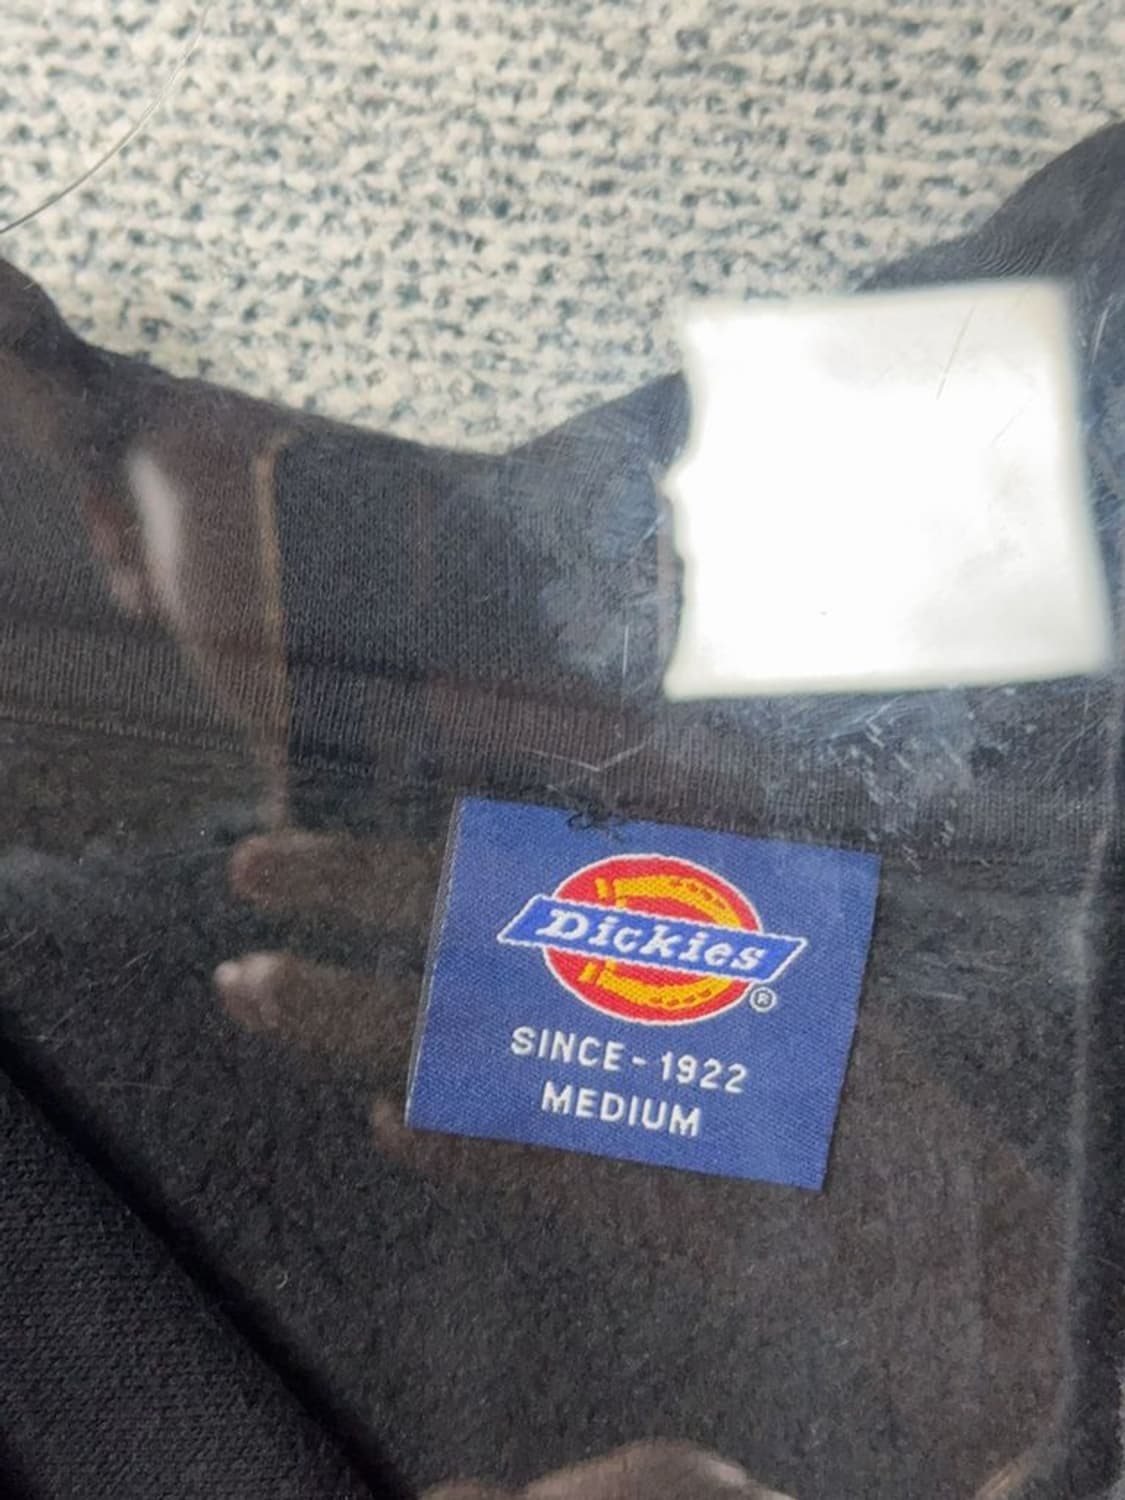 Dickies
®
SINCE - 1922
MEDIUM